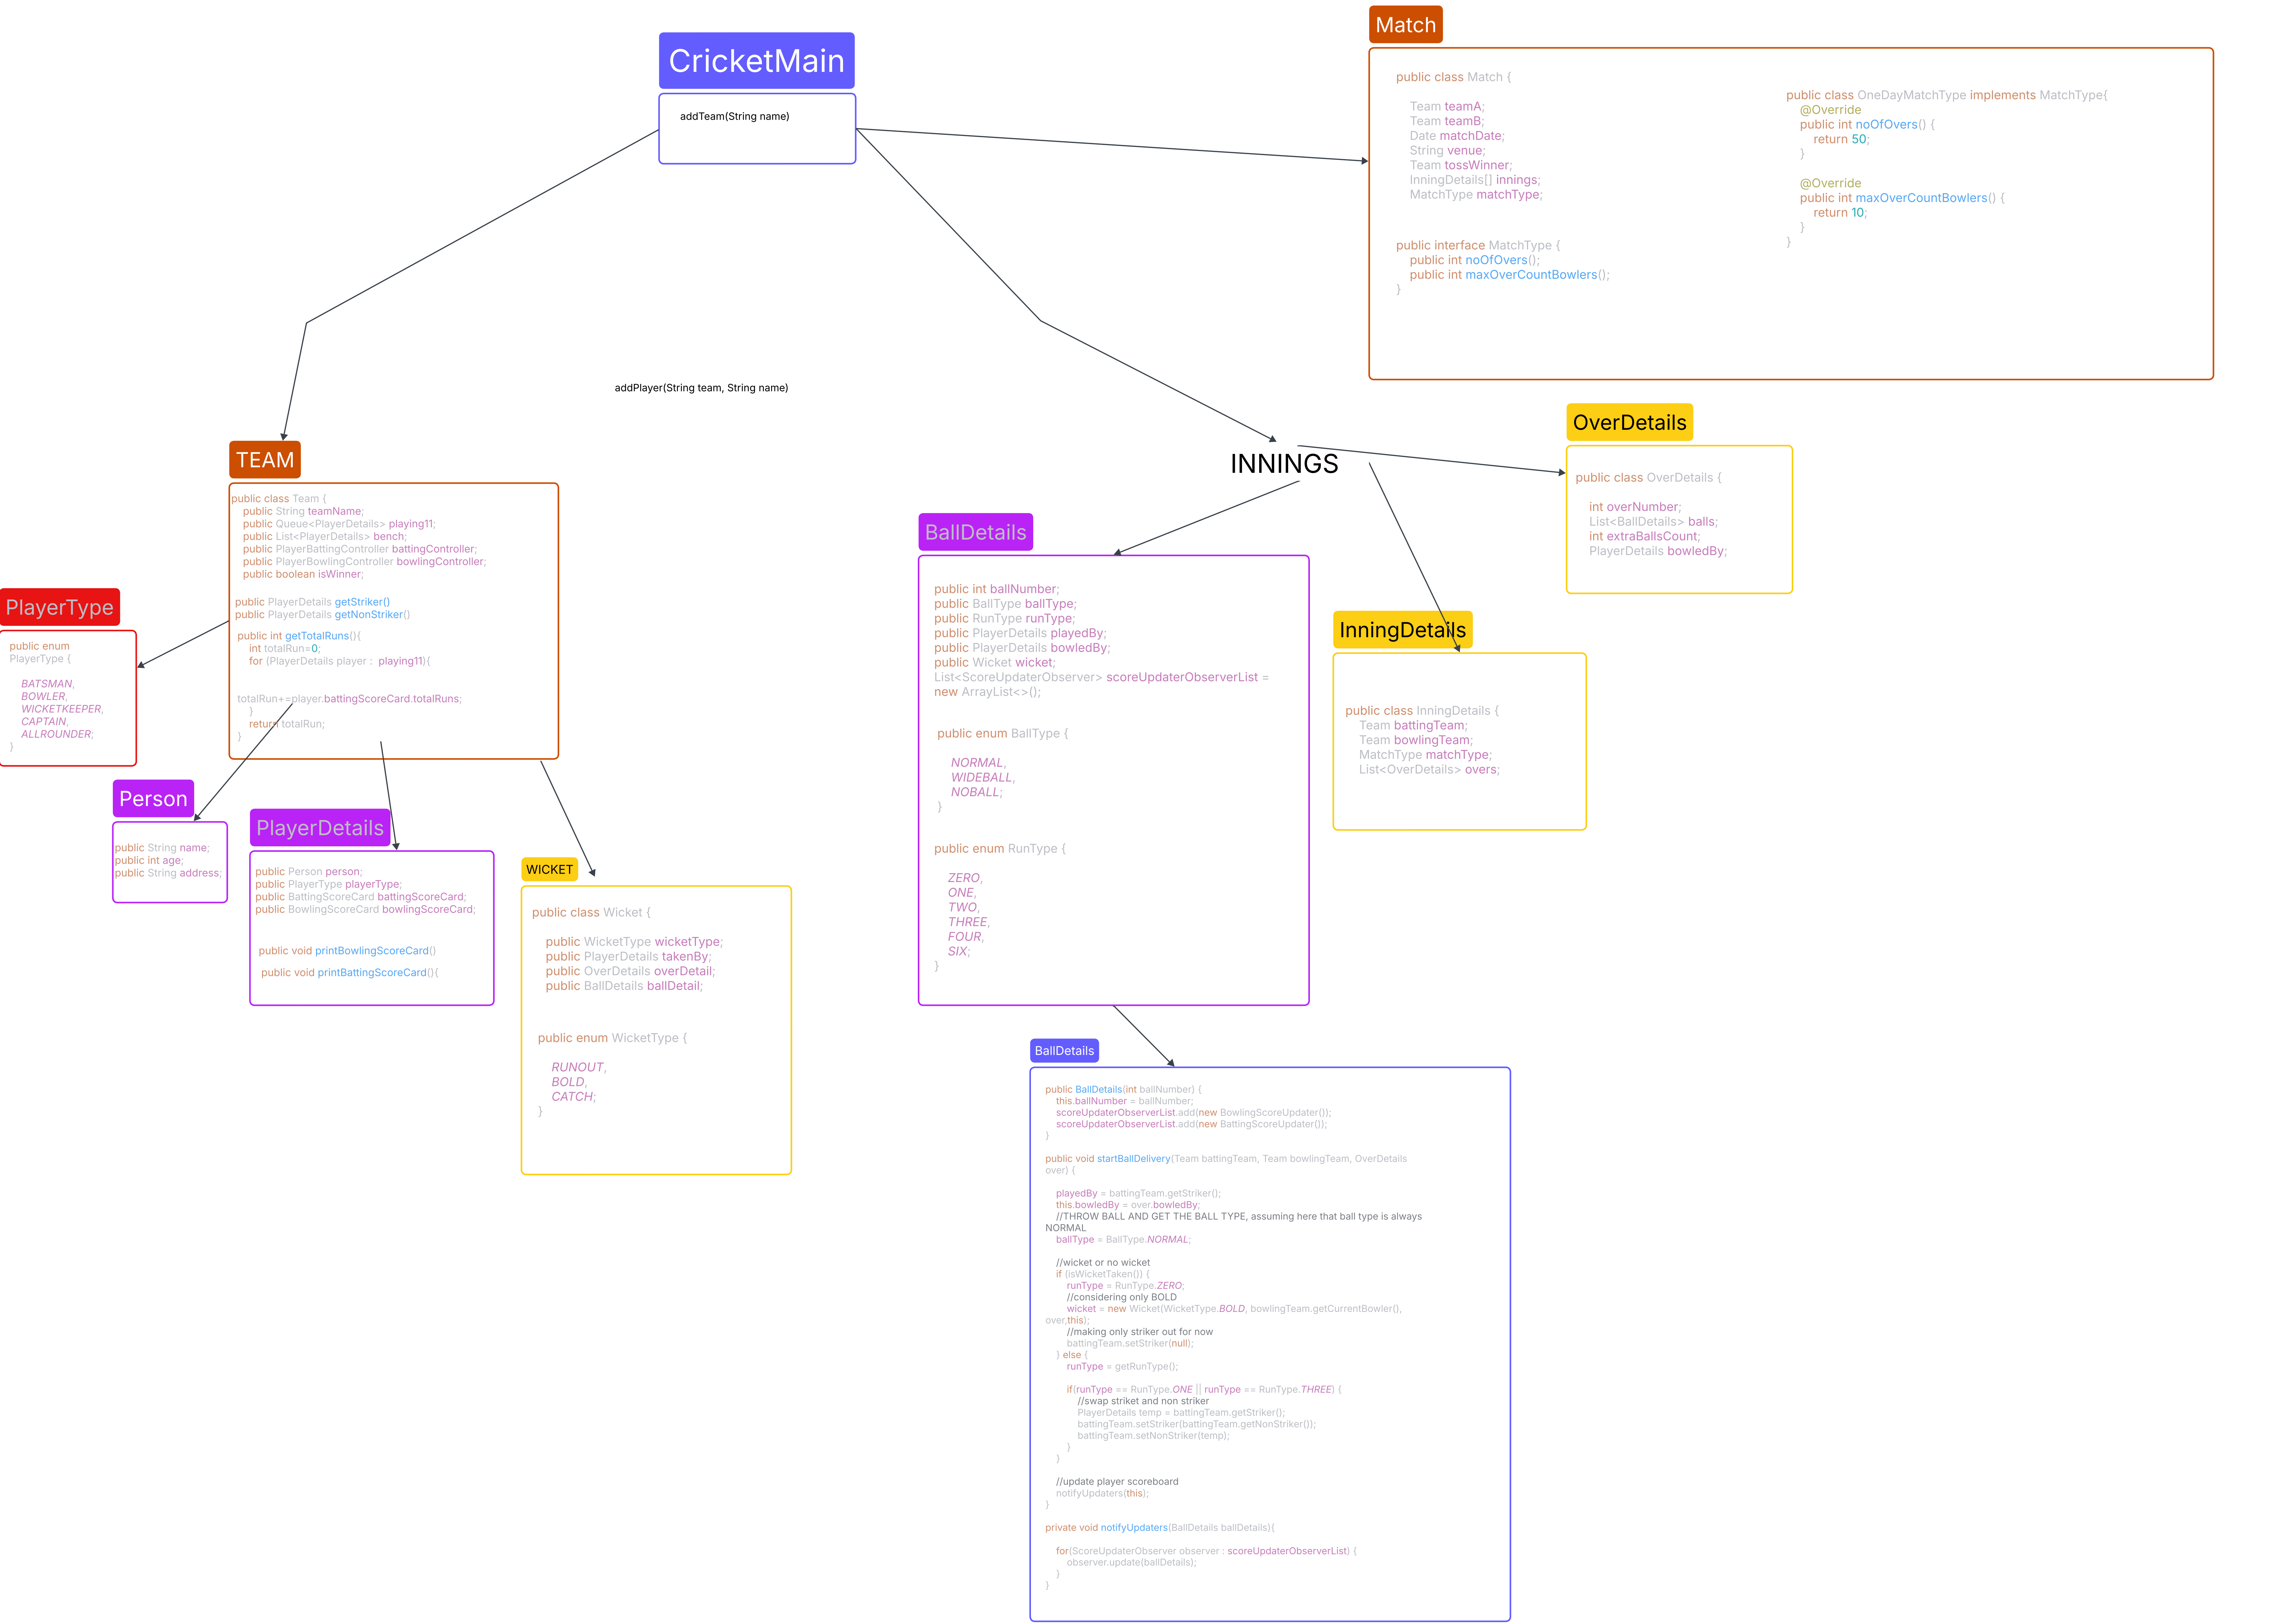 CricketMain
addTeam(String name)
Match
public class Match {
Team teamA;
Team teamB;
Date matchDate;
String venue;
Team tossWinner;
InningDetails[] innings;
MatchType matchType;
public interface MatchType {
public int noOfOvers();
public int maxOverCountBowlers();
}
public class OneDayMatchType implements MatchType{
@Override
public int noOfOvers() {
return 50;
}
@Override
public int maxOverCountBowlers() {
return 10;
}
}
addPlayer(String team, String name)
TEAM
public class Team {
public String teamName;
public Queue<PlayerDetails> playing11;
public List<PlayerDetails> bench;
public PlayerBattingController battingController;
public PlayerBowlingController bowlingController;
public boolean isWinner;
public PlayerDetails getStriker()
public PlayerDetails getNonStriker()
public int getTotalRuns(){
int totalRun=0;
for (PlayerDetails player :  playing11){
totalRun+=player.battingScoreCard.totalRuns;
}
return totalRun;
}
PlayerType
public enum
PlayerType {
BATSMAN,
BOWLER,
WICKETKEEPER,
CAPTAIN,
ALLROUNDER;
}
Person
public String name;
public int age;
public String address;
PlayerDetails
public Person person;
public PlayerType playerType;
public BattingScoreCard battingScoreCard;
public BowlingScoreCard bowlingScoreCard;
public void printBowlingScoreCard()
public void printBattingScoreCard(){
WICKET
public class Wicket {
public WicketType wicketType;
public PlayerDetails takenBy;
public OverDetails overDetail;
public BallDetails ballDetail;
public enum WicketType {
RUNOUT,
BOLD,
CATCH;
}
INNINGS
OverDetails
public class OverDetails {
int overNumber;
List<BallDetails> balls;
int extraBallsCount;
PlayerDetails bowledBy;
InningDetails
public class InningDetails {
Team battingTeam;
Team bowlingTeam;
MatchType matchType;
List<OverDetails> overs;
BallDetails
public int ballNumber;
public BallType ballType;
public RunType runType;
public PlayerDetails playedBy;
public PlayerDetails bowledBy;
public Wicket wicket;
List<ScoreUpdaterObserver> scoreUpdaterObserverList =
new ArrayList<>();
public enum BallType {
NORMAL,
WIDEBALL,
NOBALL;
}
public enum RunType {
ZERO,
ONE,
TWO,
THREE,
FOUR,
SIX;
}
BallDetails
public BallDetails(int ballNumber) {
this.ballNumber = ballNumber;
scoreUpdaterObserverList.add(new BowlingScoreUpdater());
scoreUpdaterObserverList.add(new BattingScoreUpdater());
}
public void startBallDelivery(Team battingTeam, Team bowlingTeam, OverDetails
over) {
playedBy = battingTeam.getStriker();
this.bowledBy = over.bowledBy;
//THROW BALL AND GET THE BALL TYPE, assuming here that ball type is always
NORMAL
ballType = BallType.NORMAL;
//wicket or no wicket
if (isWicketTaken()) {
runType = RunType.ZERO;
//considering only BOLD
wicket = new Wicket(WicketType.BOLD, bowlingTeam.getCurrentBowler(),
over,this);
//making only striker out for now
battingTeam.setStriker(null);
} else {
runType = getRunType();
if(runType == RunType.ONE || runType == RunType.THREE) {
//swap striket and non striker
PlayerDetails temp = battingTeam.getStriker();
battingTeam.setStriker(battingTeam.getNonStriker());
battingTeam.setNonStriker(temp);
}
}
//update player scoreboard
notifyUpdaters(this);
}
private void notifyUpdaters(BallDetails ballDetails){
for(ScoreUpdaterObserver observer : scoreUpdaterObserverList) {
observer.update(ballDetails);
}
}